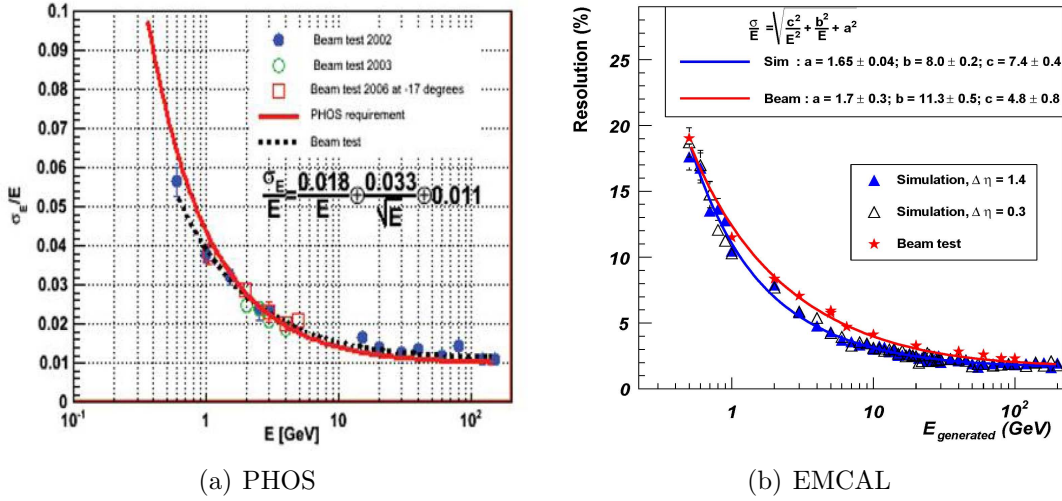 0.1
0.09
0.08
0.07
0.06
0.05
0.04
0.03
0.02
0.01
0
σ_E/E
Beam test 2002
Beam test 2003
Beam test 2006 at -17 degrees
PHOS requirement
Beam test
σ_E/E = 0.018/E ⊕ 0.033/√E ⊕ 0.011
10⁻¹ 1 10 10²
E [GeV]
(a) PHOS
Resolution (%)
25
20
15
10
5
0
σ/E = √(c²/E² + b²/E + a²)
Sim : a = 1.65 ± 0.04; b = 8.0 ± 0.2; c = 7.4 ± 0.4
Beam : a = 1.7 ± 0.3; b = 11.3 ± 0.5; c = 4.8 ± 0.8
Simulation, Δ η = 1.4
Simulation, Δ η = 0.3
Beam test
1 10 10²
E_generated (GeV)
(b) EMCAL